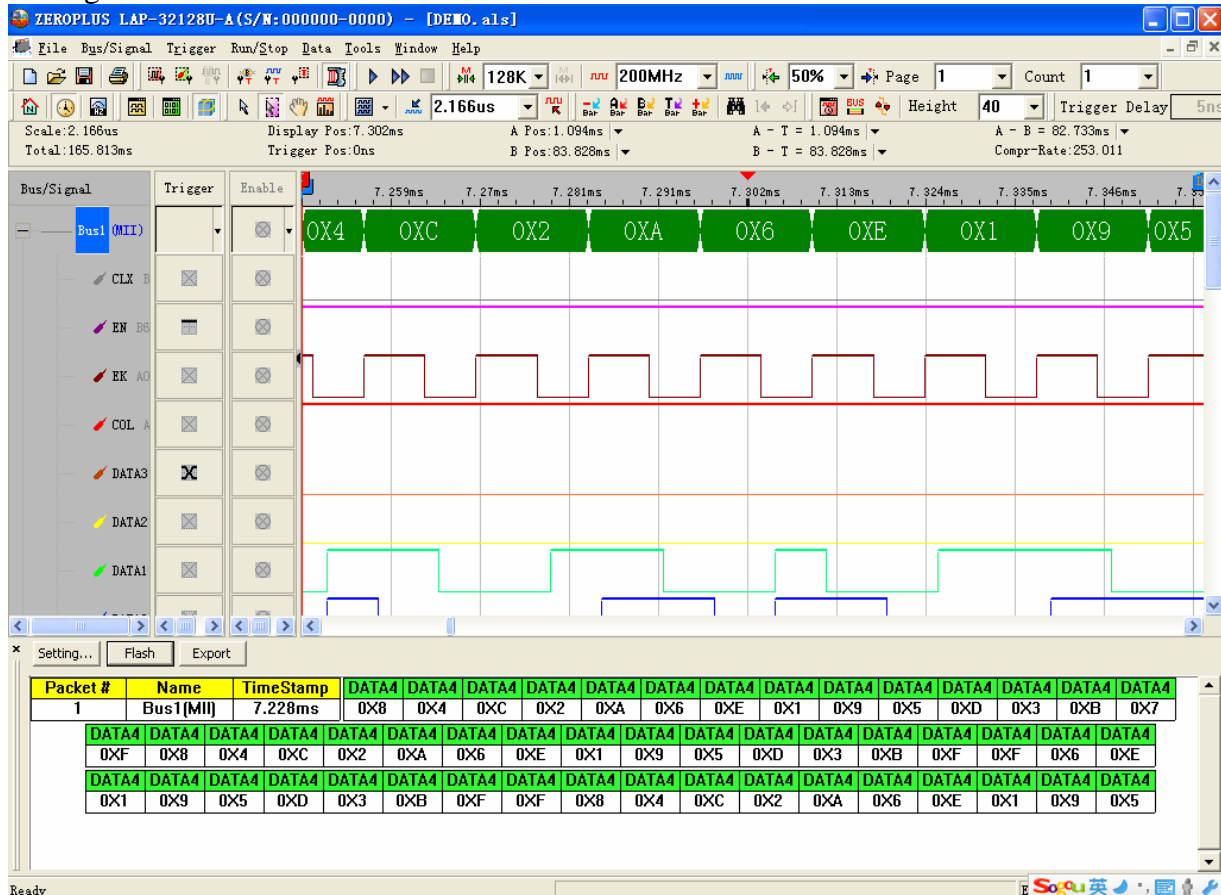 ZEROPLUS LAP-32128U-A(S/N:000000-0000) - [DEMO.als]
File Bus/Signal Trigger Run/Stop Data Tools Window Help
128K 200MHz 50% Page 1 Count 1
2.166us Bar Bar Bar Bar Bar BUS Height 40 Trigger Delay 5ns
Scale:2.166us Display Pos:7.302ms A Pos:1.094ms A - T = 1.094ms A - B = 82.733ms
Total:165.813ms Trigger Pos:0ns B Pos:83.828ms B - T = 83.828ms Compr-Rate:253.011
Bus/Signal Trigger Enable 7.259ms 7.27ms 7.281ms 7.291ms 7.302ms 7.313ms 7.324ms 7.335ms 7.346ms
Bus1 (MII) 0X4 0XC 0X2 0XA 0X6 0XE 0X1 0X9 0X5
CLX B
EN B6
EK A0
COL A
DATA3
DATA2
DATA1
Setting... Flash Export
Packet # Name TimeStamp DATA4 DATA4 DATA4 DATA4 DATA4 DATA4 DATA4 DATA4 DATA4 DATA4 DATA4 DATA4 DATA4 DATA4
1 Bus1(MII) 7.228ms 0X8 0X4 0XC 0X2 0XA 0X6 0XE 0X1 0X9 0X5 0XD 0X3 0XB 0X7
DATA4 DATA4 DATA4 DATA4 DATA4 DATA4 DATA4 DATA4 DATA4 DATA4 DATA4 DATA4 DATA4 DATA4 DATA4 DATA4 DATA4 DATA4
0XF 0X8 0X4 0XC 0X2 0XA 0X6 0XE 0X1 0X9 0X5 0XD 0X3 0XB 0XF 0XF 0X6 0XE
DATA4 DATA4 DATA4 DATA4 DATA4 DATA4 DATA4 DATA4 DATA4 DATA4 DATA4 DATA4 DATA4 DATA4 DATA4 DATA4 DATA4 DATA4
0X1 0X9 0X5 0XD 0X3 0XB 0XF 0XF 0X8 0X4 0XC 0X2 0XA 0X6 0XE 0X1 0X9 0X5
Ready Sogou 英